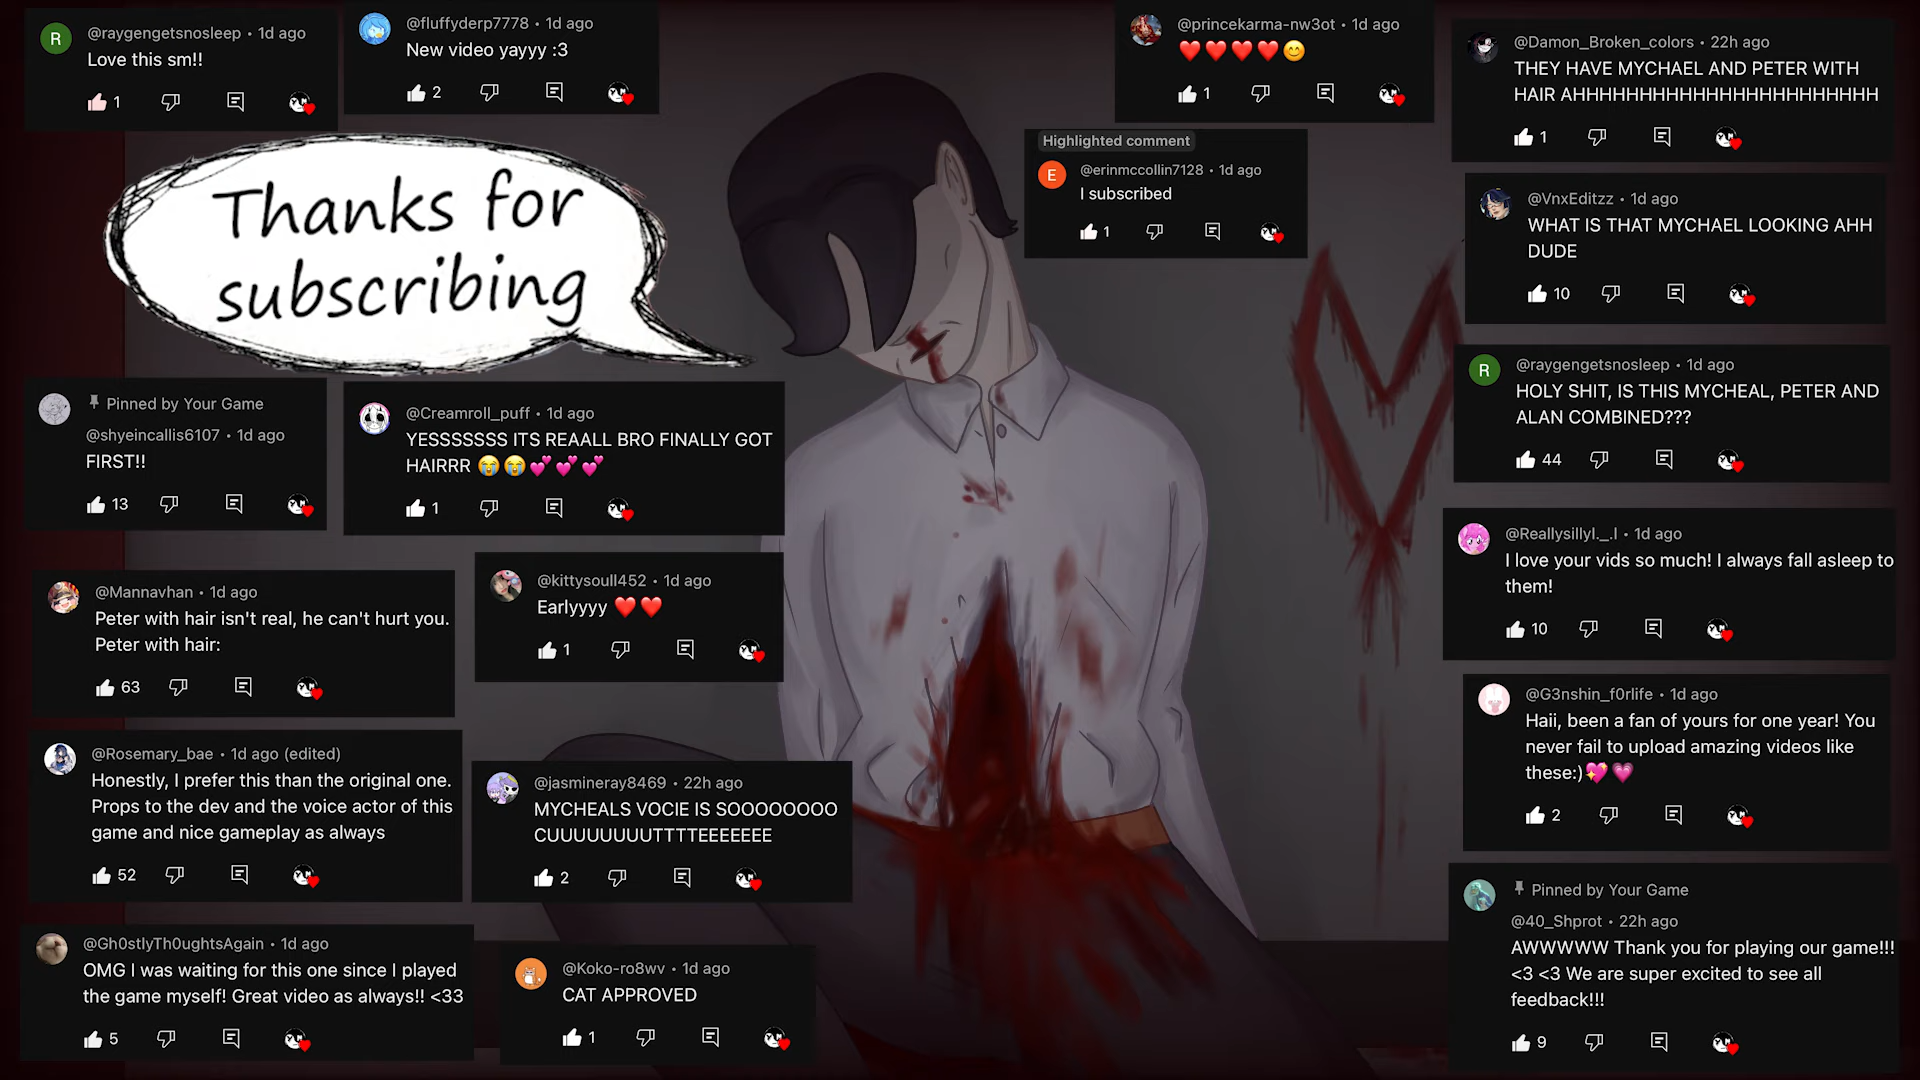 @raygengetsnosleep • 1d ago
Love this sm!!
1
@fluffyderp7778 • 1d ago
New video yayyy :3
2
@princekarma-nw3ot • 1d ago
❤️❤️❤️❤️😊
1
@Damon_Broken_colors • 22h ago
THEY HAVE MYCHAEL AND PETER WITH
HAIR AHHHHHHHHHHHHHHHHHHHHHHH
1
Thanks for
subscribing
Highlighted comment
E
@erinmccollin7128 • 1d ago
I subscribed
1
@VnxEditzz • 1d ago
WHAT IS THAT MYCHAEL LOOKING AHH
DUDE
10
R
@raygengetsnosleep • 1d ago
HOLY SHIT, IS THIS MYCHEAL, PETER AND
ALAN COMBINED???
44
Pinned by Your Game
@shyeincallis6107 • 1d ago
FIRST!!
13
@Creamroll_puff • 1d ago
YESSSSSSS ITS REAALL BRO FINALLY GOT
HAIRRR 😭😭💕💕💕
1
@Reallysillyl._.l • 1d ago
I love your vids so much! I always fall asleep to
them!
10
@Mannavhan • 1d ago
Peter with hair isn't real, he can't hurt you.
Peter with hair:
63
@kittysoull452 • 1d ago
Earlyyyy ❤️❤️
1
@G3nshin_f0rlife • 1d ago
Haii, been a fan of yours for one year! You
never fail to upload amazing videos like
these:)💖💗
2
@Rosemary_bae • 1d ago (edited)
Honestly, I prefer this than the original one.
Props to the dev and the voice actor of this
game and nice gameplay as always
52
@jasmineray8469 • 22h ago
MYCHEALS VOCIE IS SOOOOOOOO
CUUUUUUUUTTTTEEEEEEE
2
Pinned by Your Game
@40_Shprot • 22h ago
AWWWWW Thank you for playing our game!!!
<3 <3 We are super excited to see all
feedback!!!
9
@Gh0stlyTh0ughtsAgain • 1d ago
OMG I was waiting for this one since I played
the game myself! Great video as always!! <33
5
@Koko-ro8wv • 1d ago
CAT APPROVED
1